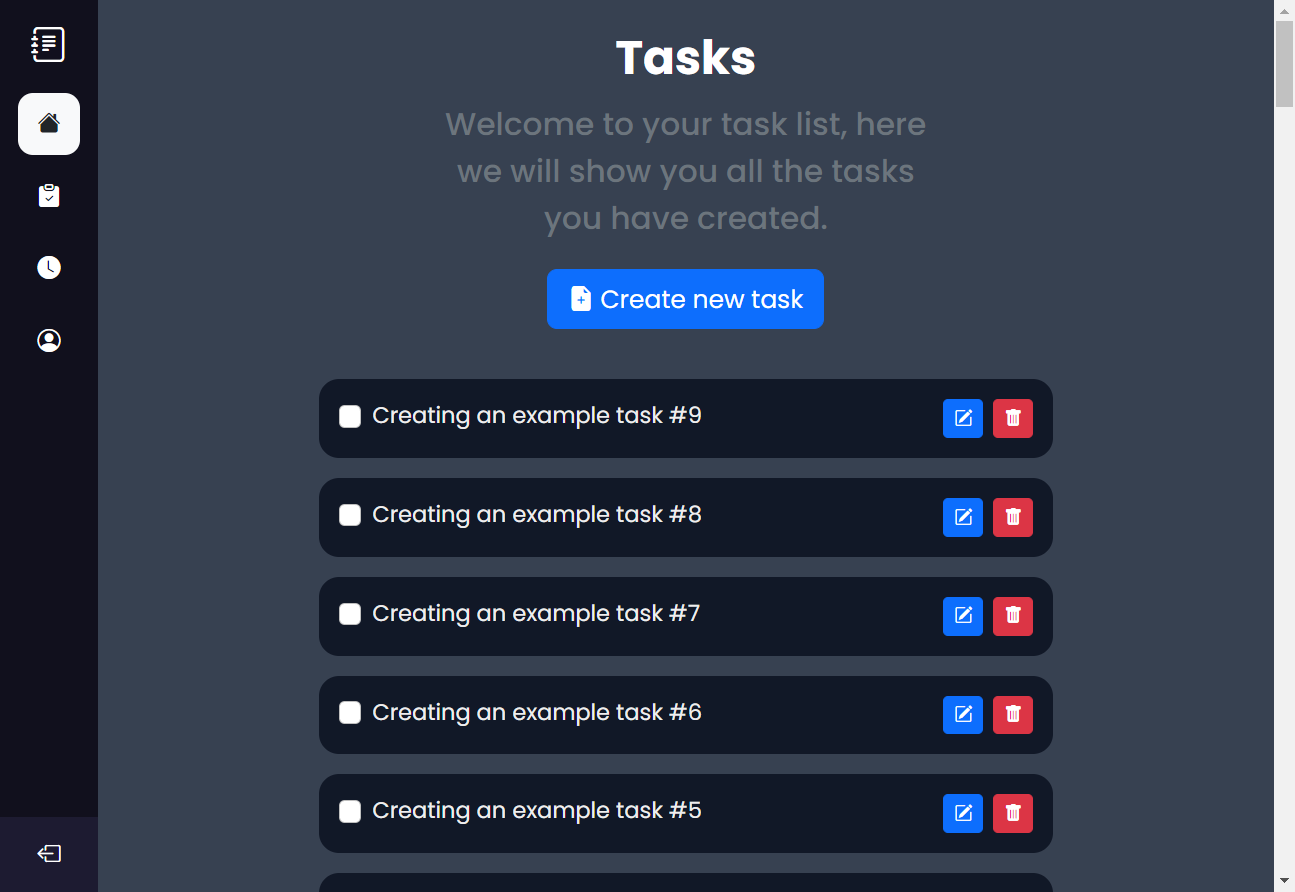 Tasks
Welcome to your task list, here
we will show you all the tasks
you have created.
Create new task
Creating an example task #9
Creating an example task #8
Creating an example task #7
Creating an example task #6
Creating an example task #5